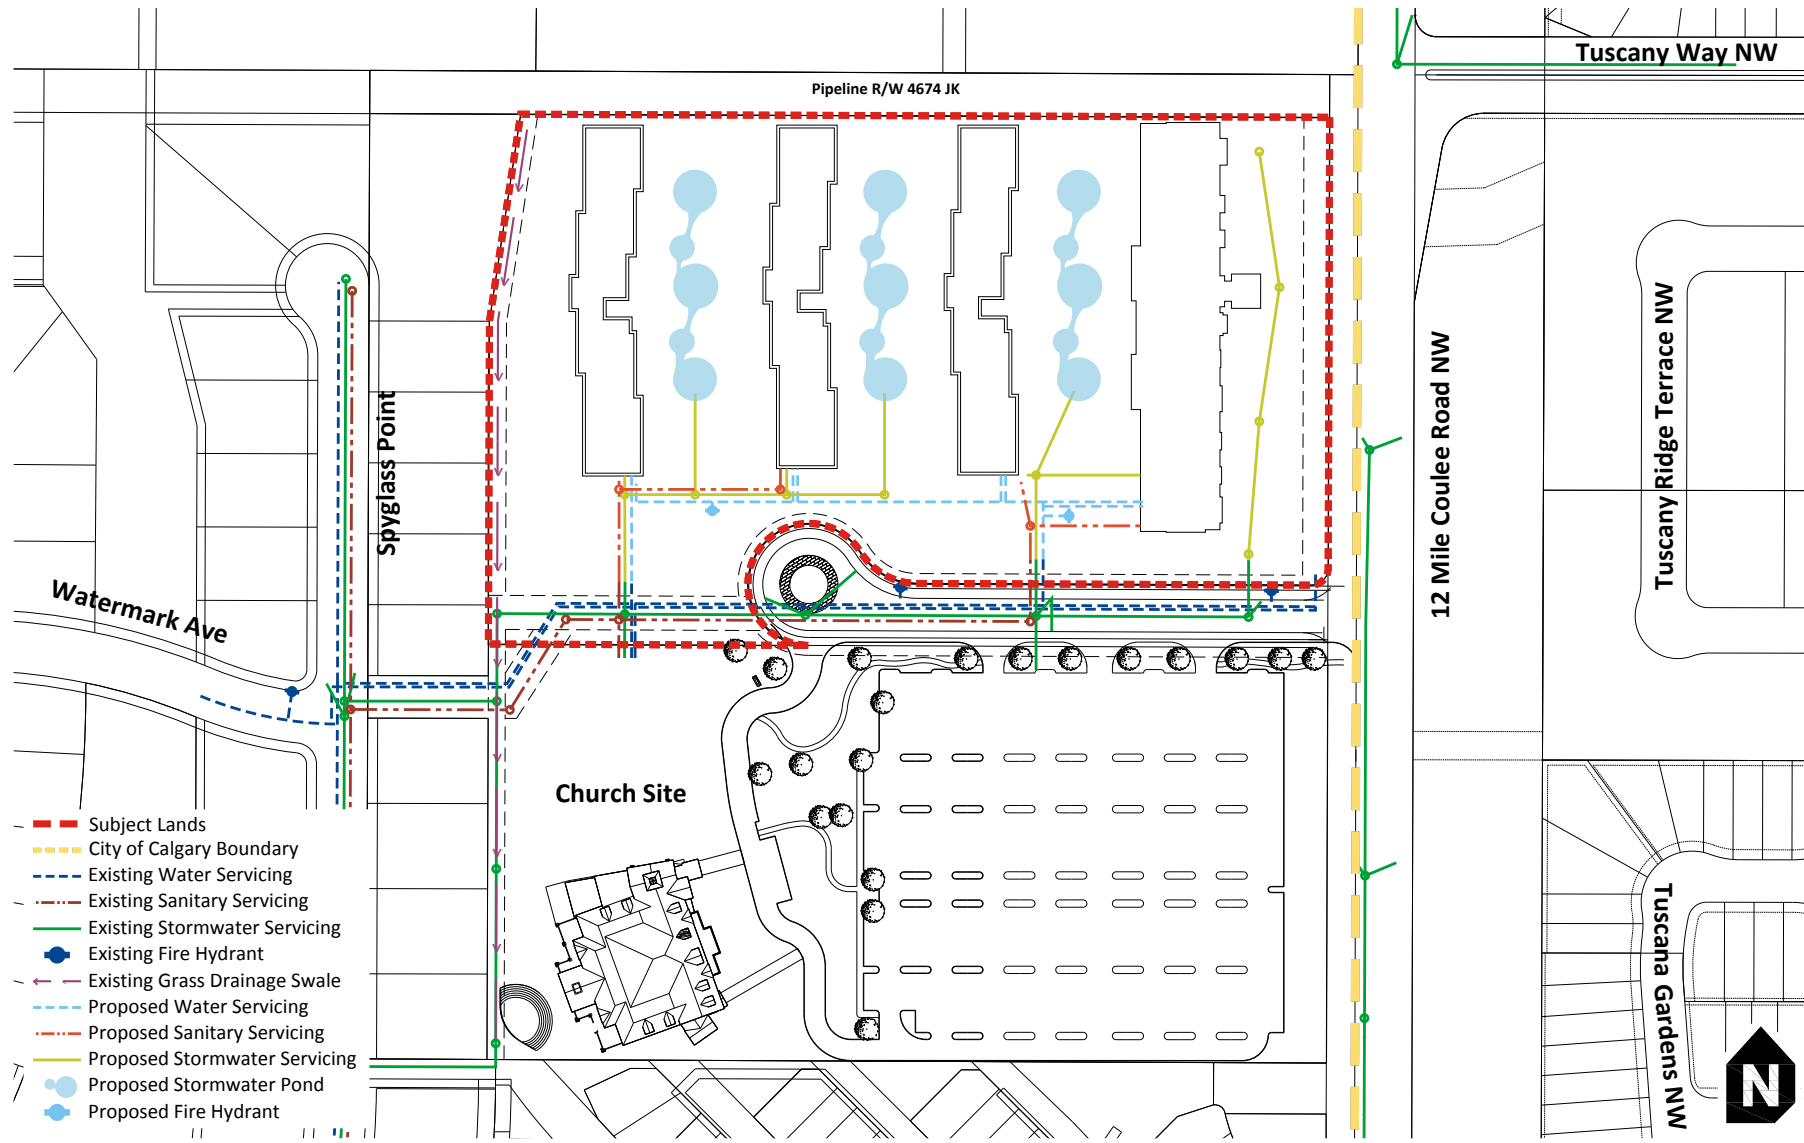 Tuscany Way NW
Pipeline R/W 4674 JK
Tuscany Ridge Terrace NW
12 Mile Coulee Road NW
Spyglass Point
Watermark Ave
Church Site
Tuscana Gardens NW
Subject Lands
City of Calgary Boundary
Existing Water Servicing
Existing Sanitary Servicing
Existing Stormwater Servicing
Existing Fire Hydrant
Existing Grass Drainage Swale
Proposed Water Servicing
Proposed Sanitary Servicing
Proposed Stormwater Servicing
Proposed Stormwater Pond
Proposed Fire Hydrant
N